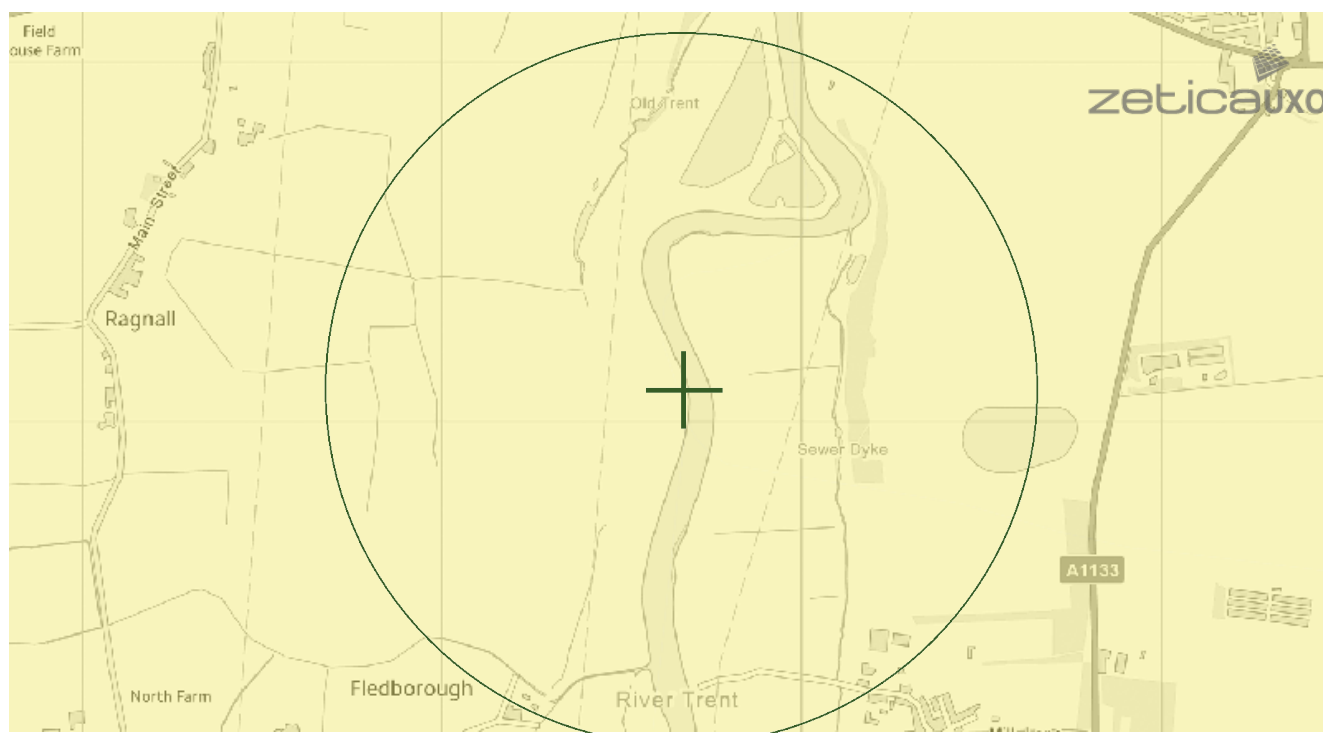 Field
ouse Farm
Old Trent
zeticauxo
Main Street
Ragnall
Sewer Dyke
A1133
North Farm
Fledborough
River Trent